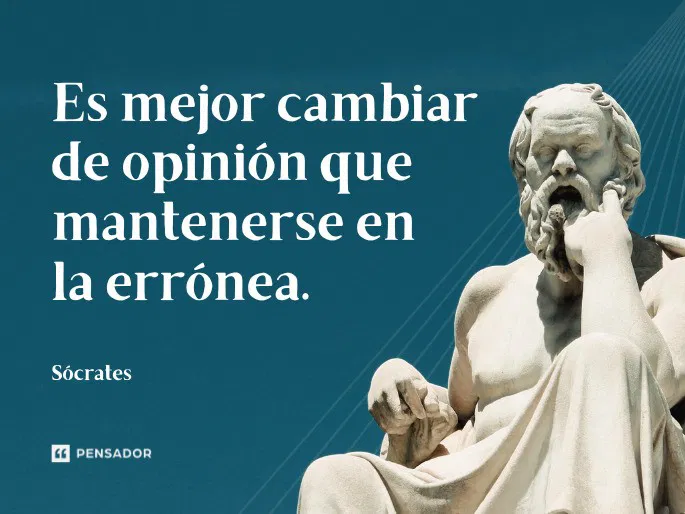 Es mejor cambiar
de opinión que
mantenerse en
la errónea.
Sócrates
PENSADOR